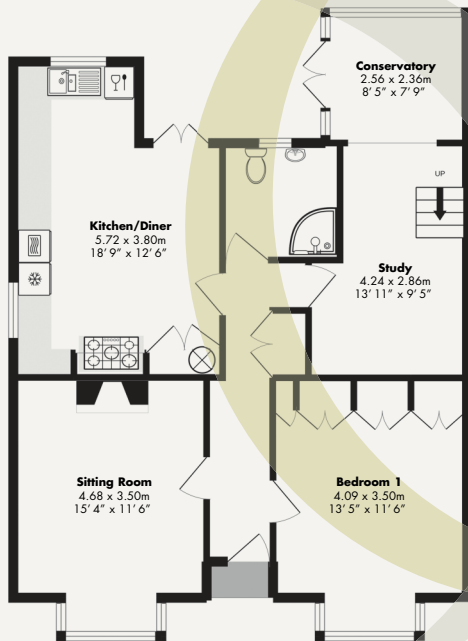 Conservatory
2.56 x 2.36m
8' 5" x 7' 9"
UP
Kitchen/Diner
5.72 x 3.80m
18' 9" x 12' 6"
Study
4.24 x 2.86m
13' 11" x 9' 5"
Sitting Room
4.68 x 3.50m
15' 4" x 11' 6"
Bedroom 1
4.09 x 3.50m
13' 5" x 11' 6"